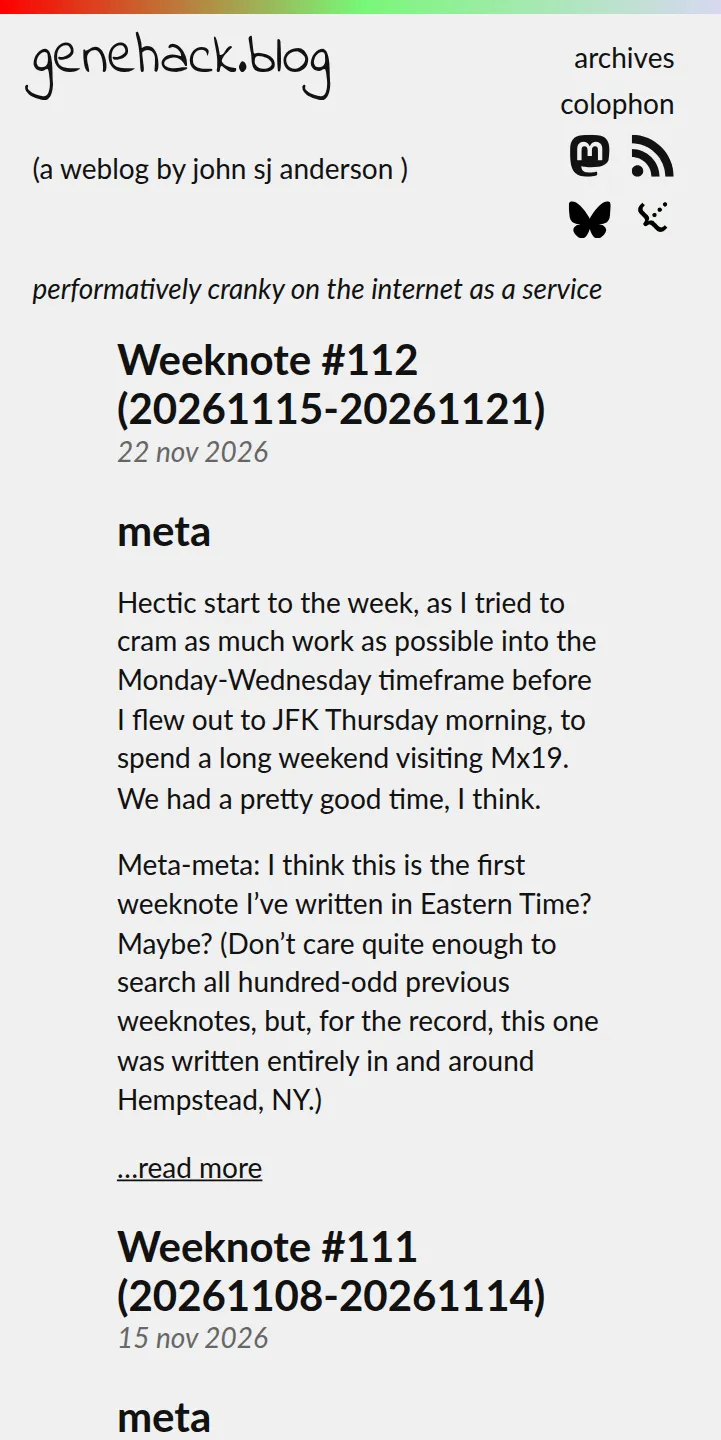 genehack.blog
archives
colophon
(a weblog by john sj anderson )
performatively cranky on the internet as a service
Weeknote #112
(20261115-20261121)
22 nov 2026
meta
Hectic start to the week, as I tried to
cram as much work as possible into the
Monday-Wednesday timeframe before
I flew out to JFK Thursday morning, to
spend a long weekend visiting Mx19.
We had a pretty good time, I think.
Meta-meta: I think this is the first
weeknote I’ve written in Eastern Time?
Maybe? (Don’t care quite enough to
search all hundred-odd previous
weeknotes, but, for the record, this one
was written entirely in and around
Hempstead, NY.)
…read more
Weeknote #111
(20261108-20261114)
15 nov 2026
meta